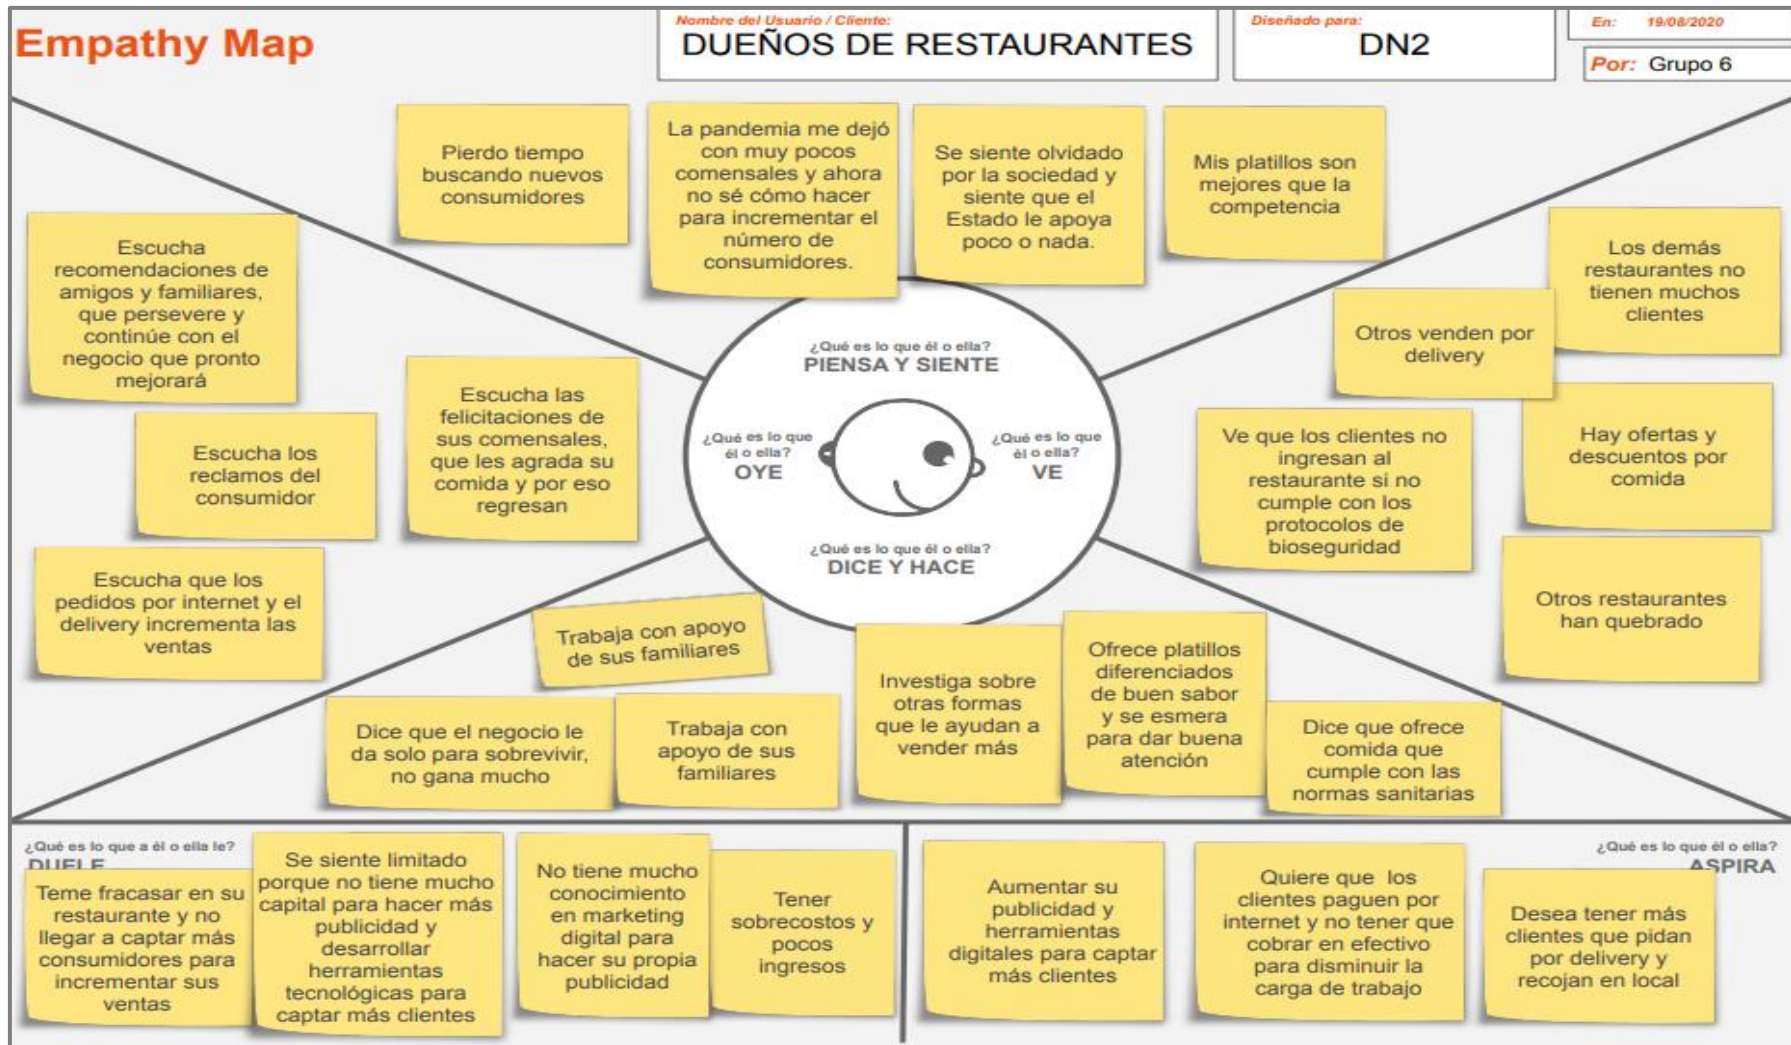 Empathy Map
Nombre del Usuario / Cliente:
DUEÑOS DE RESTAURANTES
Diseñado para:
DN2
En: 19/08/2020
Por: Grupo 6
Pierdo tiempo
buscando nuevos
consumidores
La pandemia me dejó
con muy pocos
comensales y ahora
no sé cómo hacer
para incrementar el
número de
consumidores.
Se siente olvidado
por la sociedad y
siente que el
Estado le apoya
poco o nada.
Mis platillos son
mejores que la
competencia
Escucha
recomendaciones de
amigos y familiares,
que persevere y
continúe con el
negocio que pronto
mejorará
Escucha los
reclamos del
consumidor
Escucha las
felicitaciones de
sus comensales,
que les agrada su
comida y por eso
regresan
Escucha que los
pedidos por internet y el
delivery incrementa las
ventas
¿Qué es lo que él o ella?
PIENSA Y SIENTE
¿Qué es lo que
él o ella?
OYE
¿Qué es lo que
él o ella?
VE
¿Qué es lo que él o ella?
DICE Y HACE
Los demás
restaurantes no
tienen muchos
clientes
Otros venden por
delivery
Ve que los clientes no
ingresan al
restaurante si no
cumple con los
protocolos de
bioseguridad
Hay ofertas y
descuentos por
comida
Otros restaurantes
han quebrado
Trabaja con apoyo
de sus familiares
Dice que el negocio le
da solo para sobrevivir,
no gana mucho
Trabaja con
apoyo de sus
familiares
Investiga sobre
otras formas
que le ayudan a
vender más
Ofrece platillos
diferenciados
de buen sabor
y se esmera
para dar buena
atención
Dice que ofrece
comida que
cumple con las
normas sanitarias
¿Qué es lo que a él o ella le?
DUELE
Teme fracasar en su
restaurante y no
llegar a captar más
consumidores para
incrementar sus
ventas
Se siente limitado
porque no tiene mucho
capital para hacer más
publicidad y
desarrollar
herramientas
tecnológicas para
captar más clientes
No tiene mucho
conocimiento
en marketing
digital para
hacer su propia
publicidad
Tener
sobrecostos y
pocos
ingresos
¿Qué es lo que él o ella?
ASPIRA
Aumentar su
publicidad y
herramientas
digitales para captar
más clientes
Quiere que los
clientes paguen por
internet y no tener que
cobrar en efectivo
para disminuir la
carga de trabajo
Desea tener más
clientes que pidan
por delivery y
recojan en local